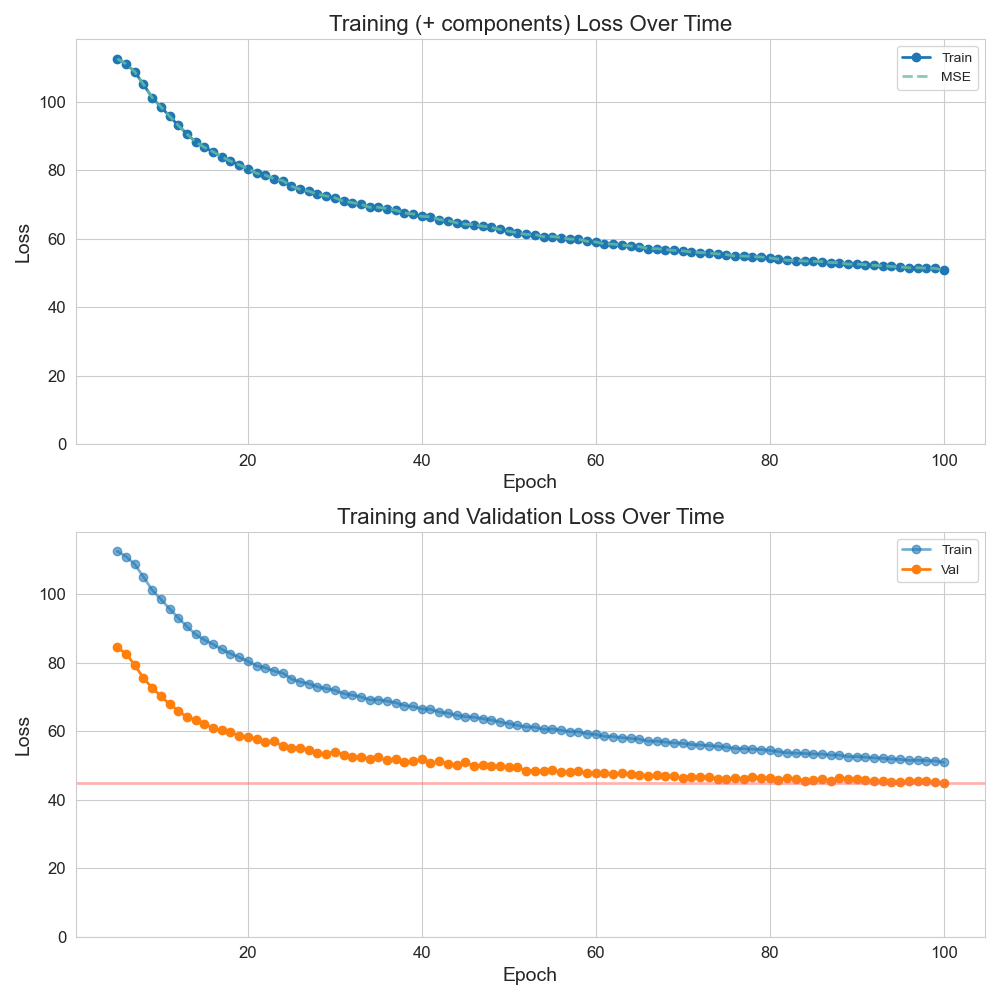 Training (+ components) Loss Over Time
Train
MSE
Loss
100
80
60
40
20
0
20 40 60 80 100
Epoch
Training and Validation Loss Over Time
Train
Val
Loss
100
80
60
40
20
0
20 40 60 80 100
Epoch